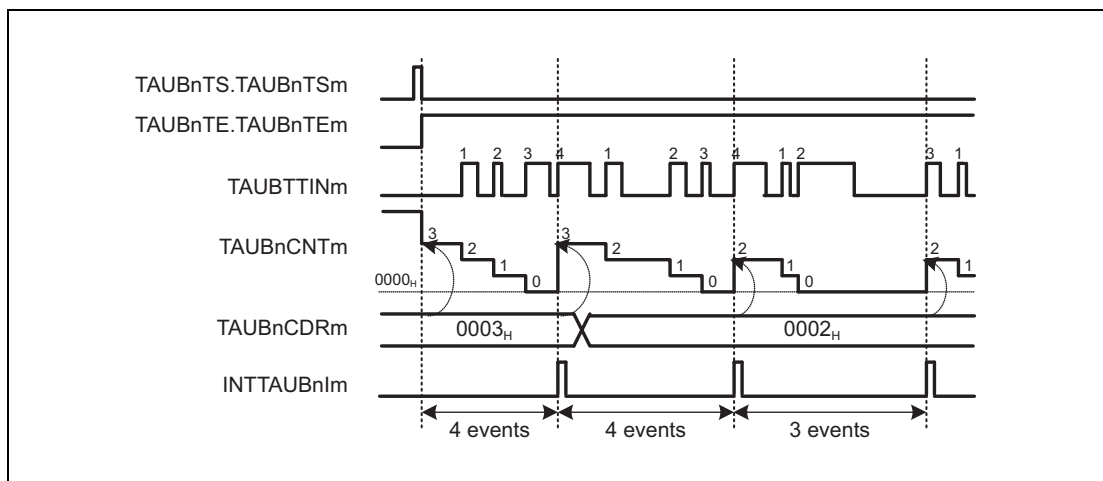 TAUBnTS.TAUBnTSm
TAUBnTE.TAUBnTEm
1 2 3 4 1 2 3 4 1 2 3 1
TAUBTTINm
TAUBnCNTm
3 2 1 0 3 2 1 0 2 1 0 2 1
0000H
TAUBnCDRm
0003H 0002H
INTTAUBnIm
4 events 4 events 3 events